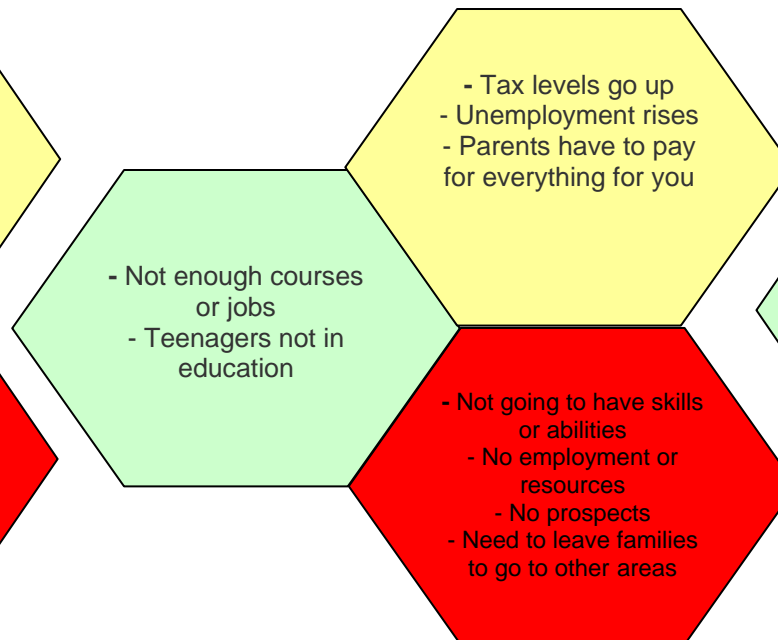 - Tax levels go up
- Unemployment rises
- Parents have to pay
for everything for you
- Not enough courses
or jobs
- Teenagers not in
education
- Not going to have skills
or abilities
- No employment or
resources
- No prospects
- Need to leave families
to go to other areas